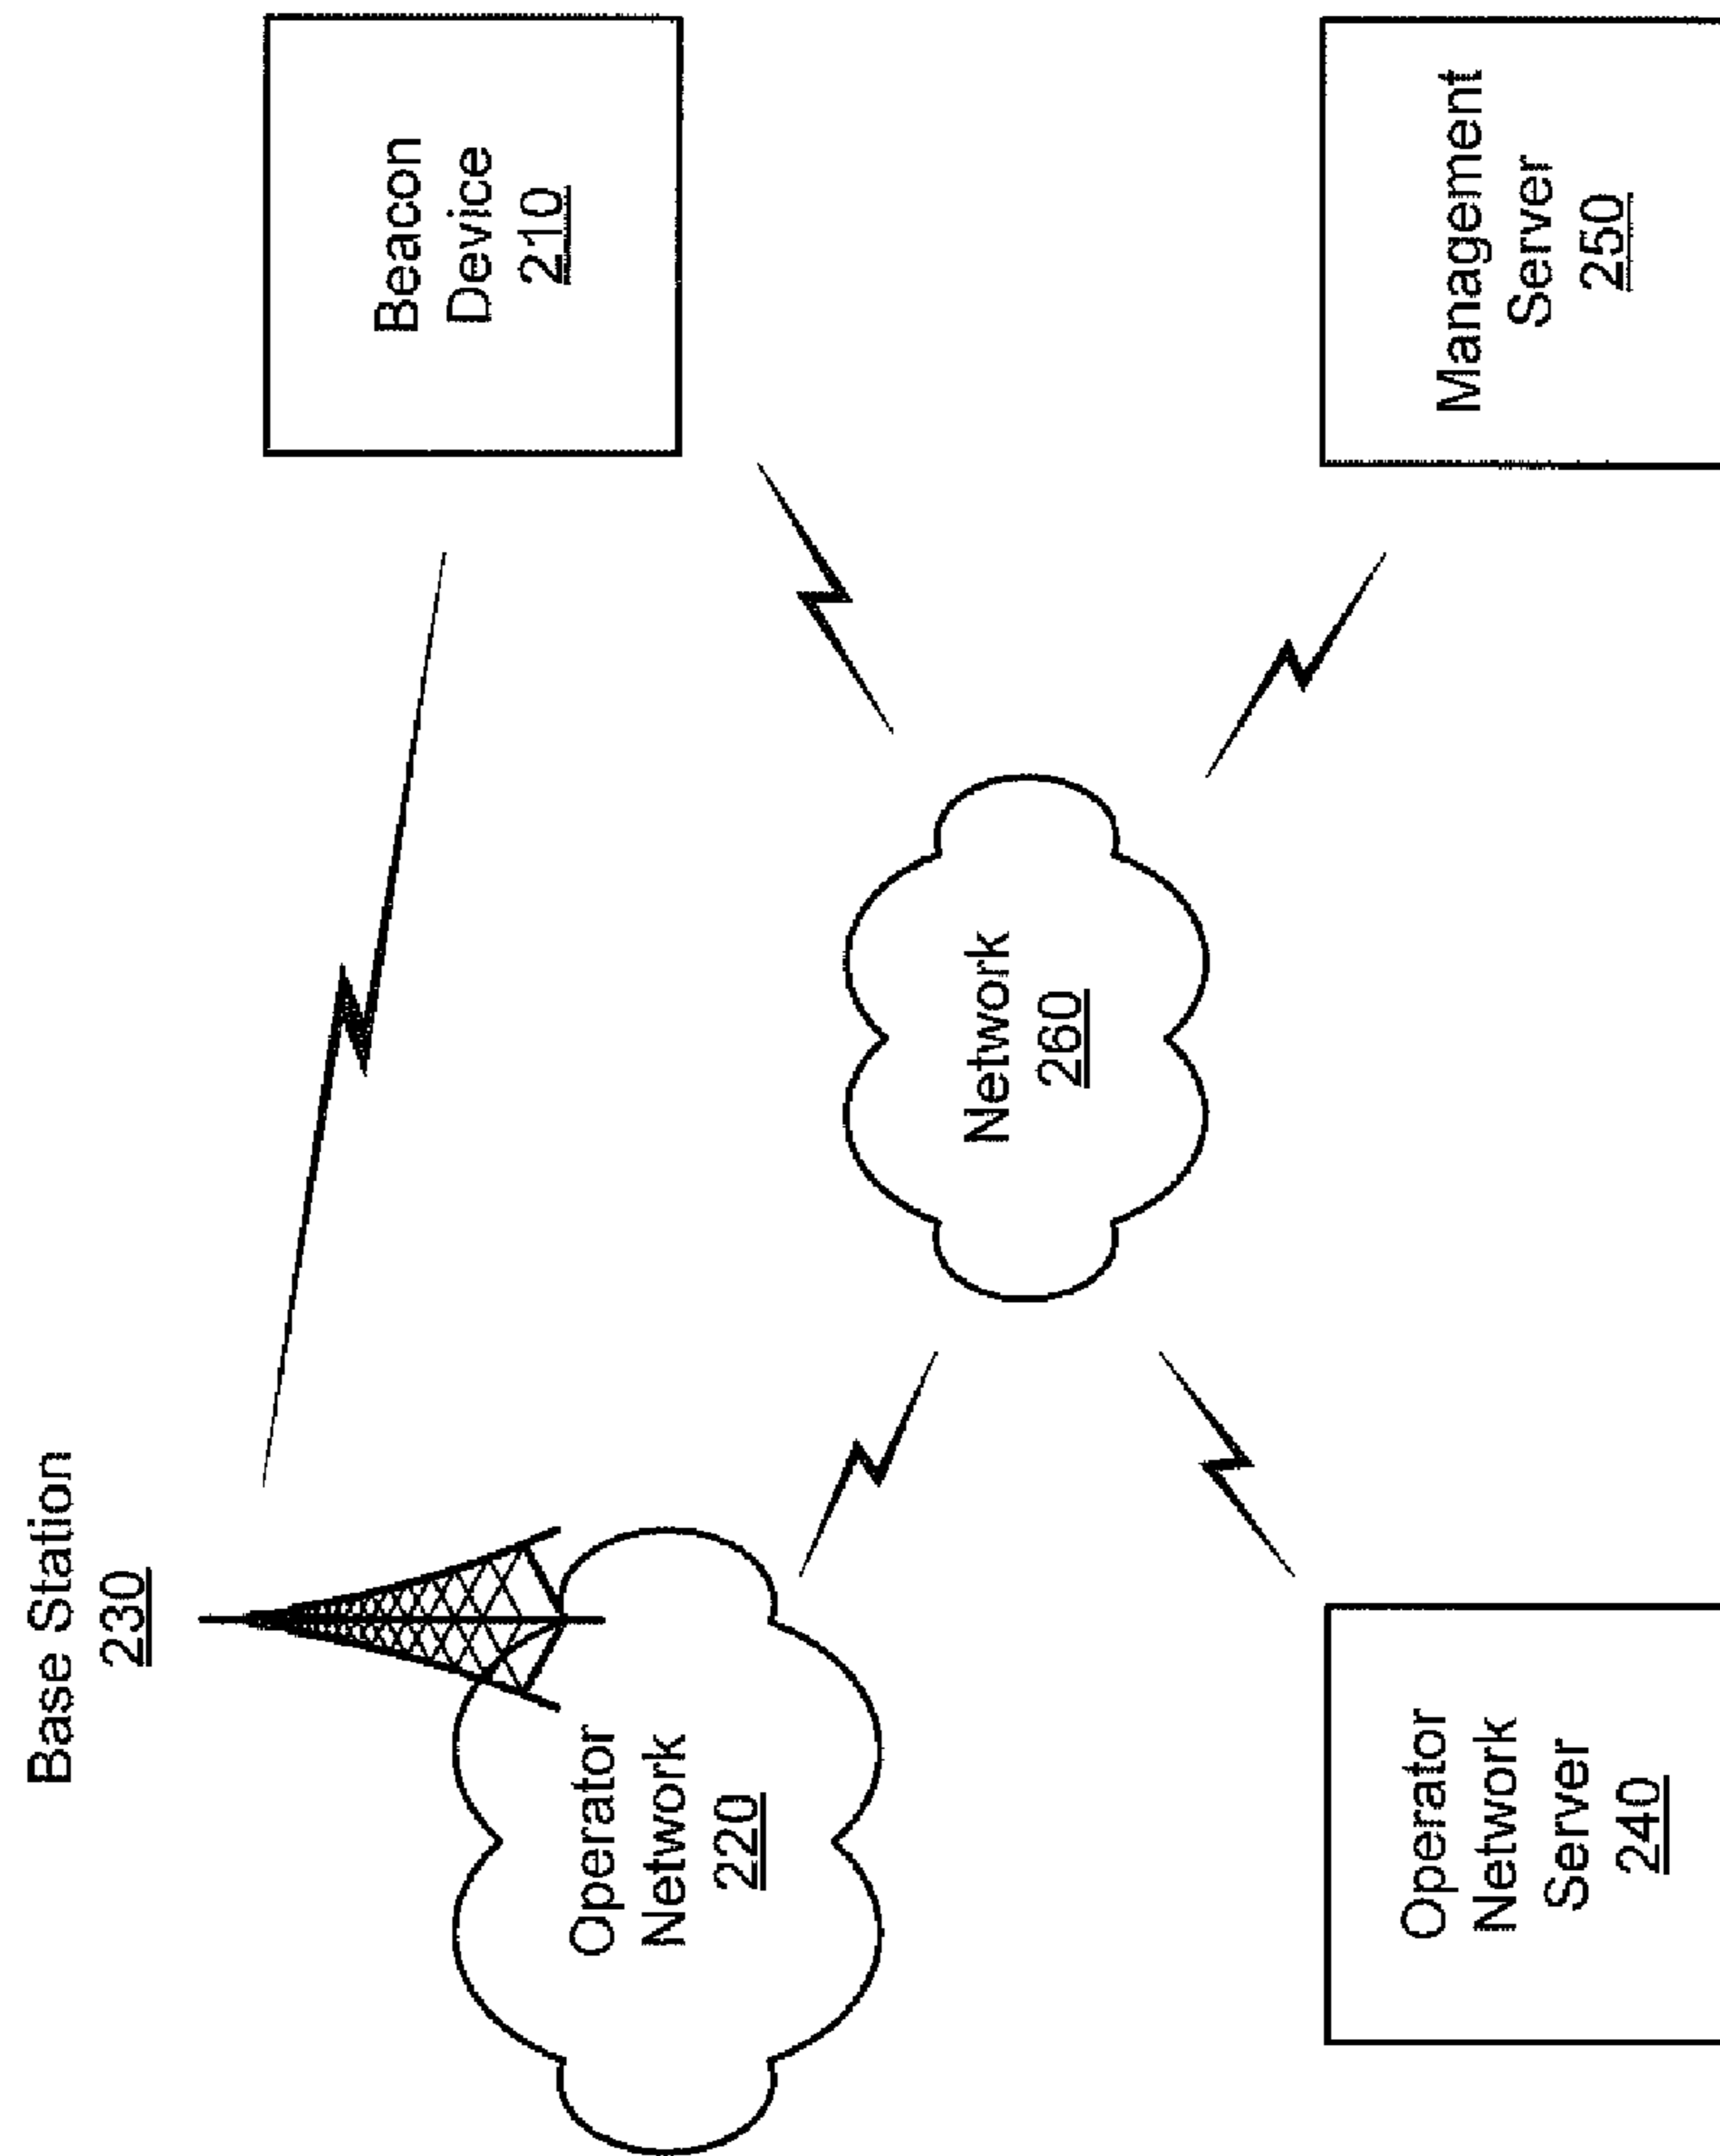 Base Station
230
Operator
Network
220
Beacon
Device
210
Network
260
Operator
Network
Server
240
Management
Server
250